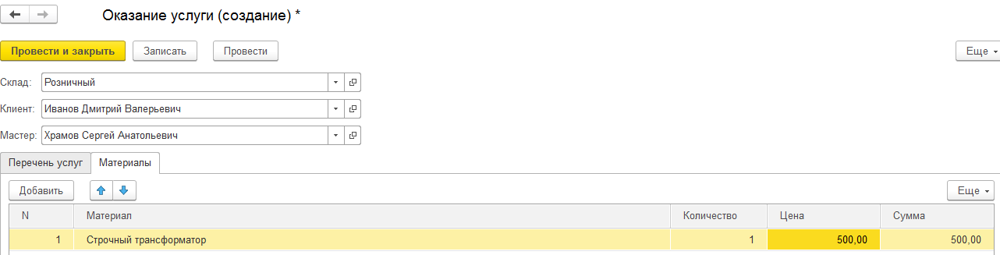 Оказание услуги (создание) *
Провести и закрыть Записать Провести Еще
Склад: Розничный
Клиент: Иванов Дмитрий Валерьевич
Мастер: Храмов Сергей Анатольевич
Перечень услуг Материалы
Добавить Еще
N Материал Количество Цена Сумма
1 Строчный трансформатор 1 500,00 500,00